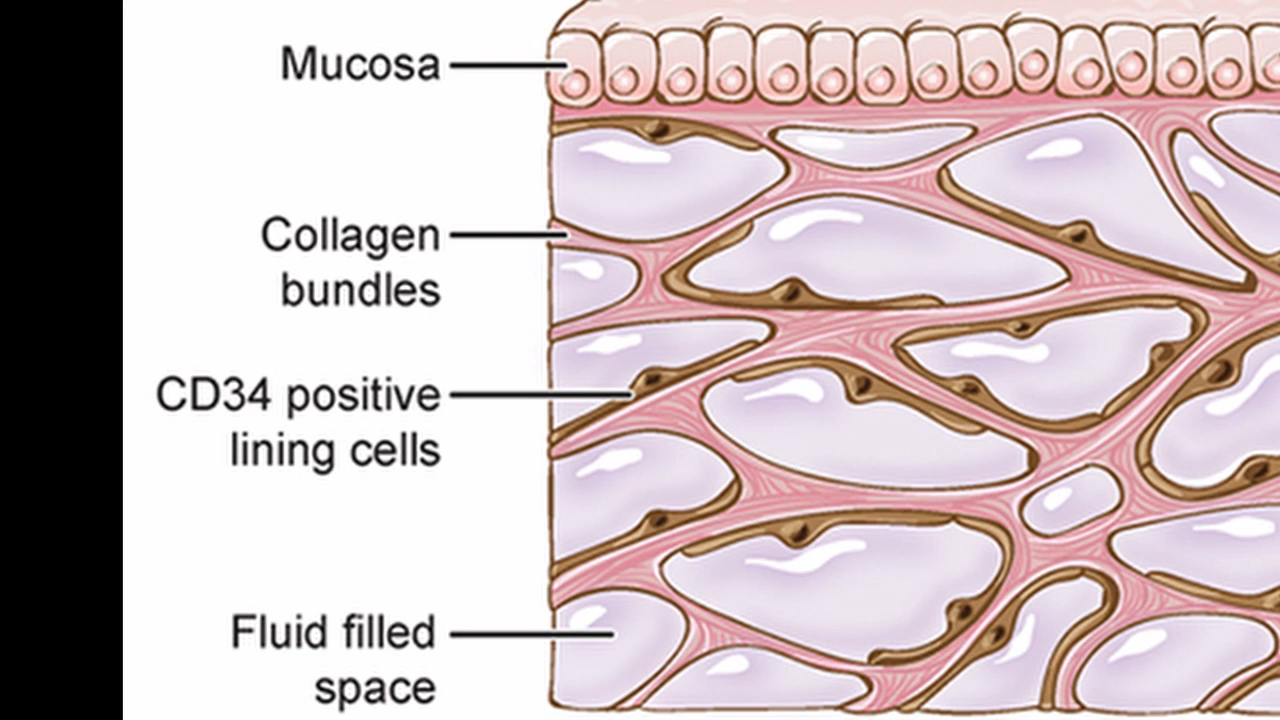 Mucosa
Collagen
bundles
CD34 positive
lining cells
Fluid filled
space